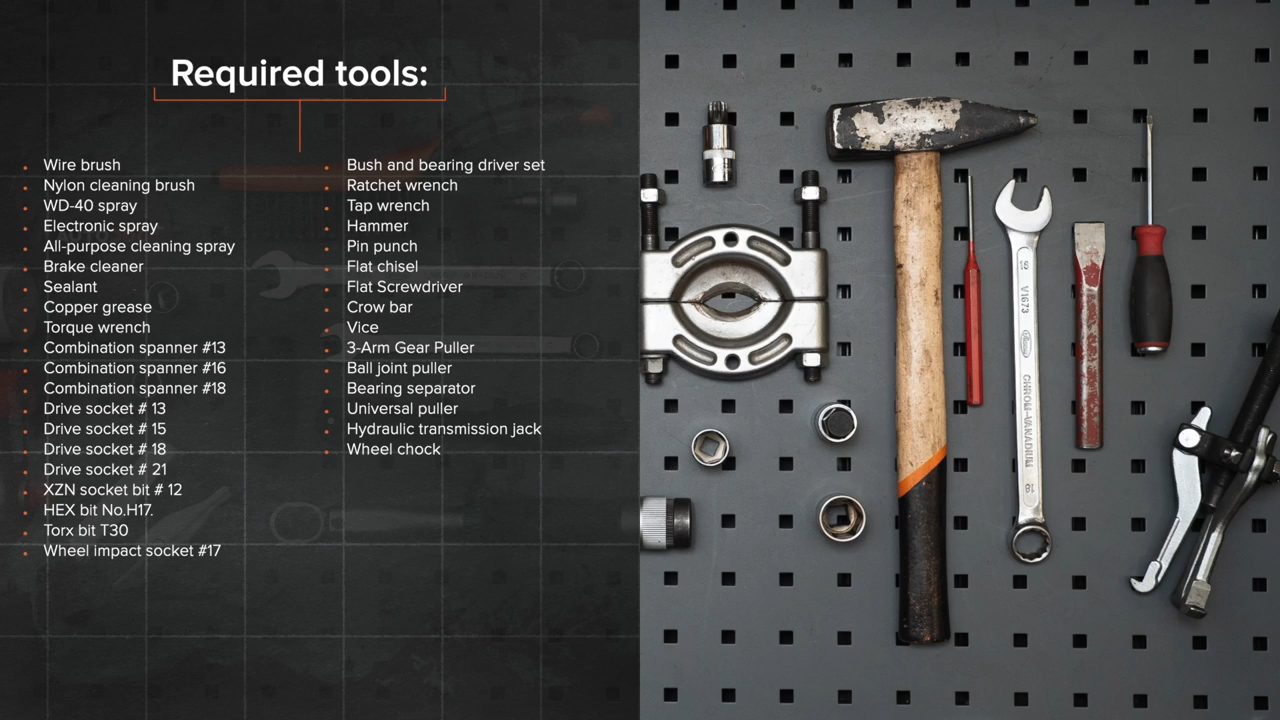 Required tools:
Wire brush
Nylon cleaning brush
WD-40 spray
Electronic spray
All-purpose cleaning spray
Brake cleaner
Sealant
Copper grease
Torque wrench
Combination spanner #13
Combination spanner #16
Combination spanner #18
Drive socket # 13
Drive socket # 15
Drive socket # 18
Drive socket # 21
XZN socket bit # 12
HEX bit No.H17.
Torx bit T30
Wheel impact socket #17
Bush and bearing driver set
Ratchet wrench
Tap wrench
Hammer
Pin punch
Flat chisel
Flat Screwdriver
Crow bar
Vice
3-Arm Gear Puller
Ball joint puller
Bearing separator
Universal puller
Hydraulic transmission jack
Wheel chock
V1673
CHROM-VANADIUM